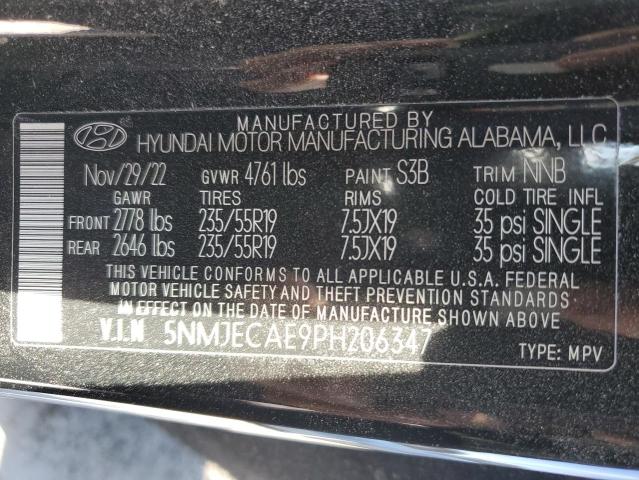 MANUFACTURED BY
HYUNDAI MOTOR MANUFACTURING ALABAMA, LLC
Nov/29/22 GVWR 4761 lbs PAINT S3B TRIM NNB
GAWR TIRES RIMS COLD TIRE INFL
FRONT 2778 lbs 235/55R19 7.5JX19 35 psi SINGLE
REAR 2646 lbs 235/55R19 7.5JX19 35 psi SINGLE
THIS VEHICLE CONFORMS TO ALL APPLICABLE U.S.A. FEDERAL
MOTOR VEHICLE SAFETY AND THEFT PREVENTION STANDARDS
IN EFFECT ON THE DATE OF MANUFACTURE SHOWN ABOVE.
V.I.N 5NMJECAE9PH206347
TYPE: MPV